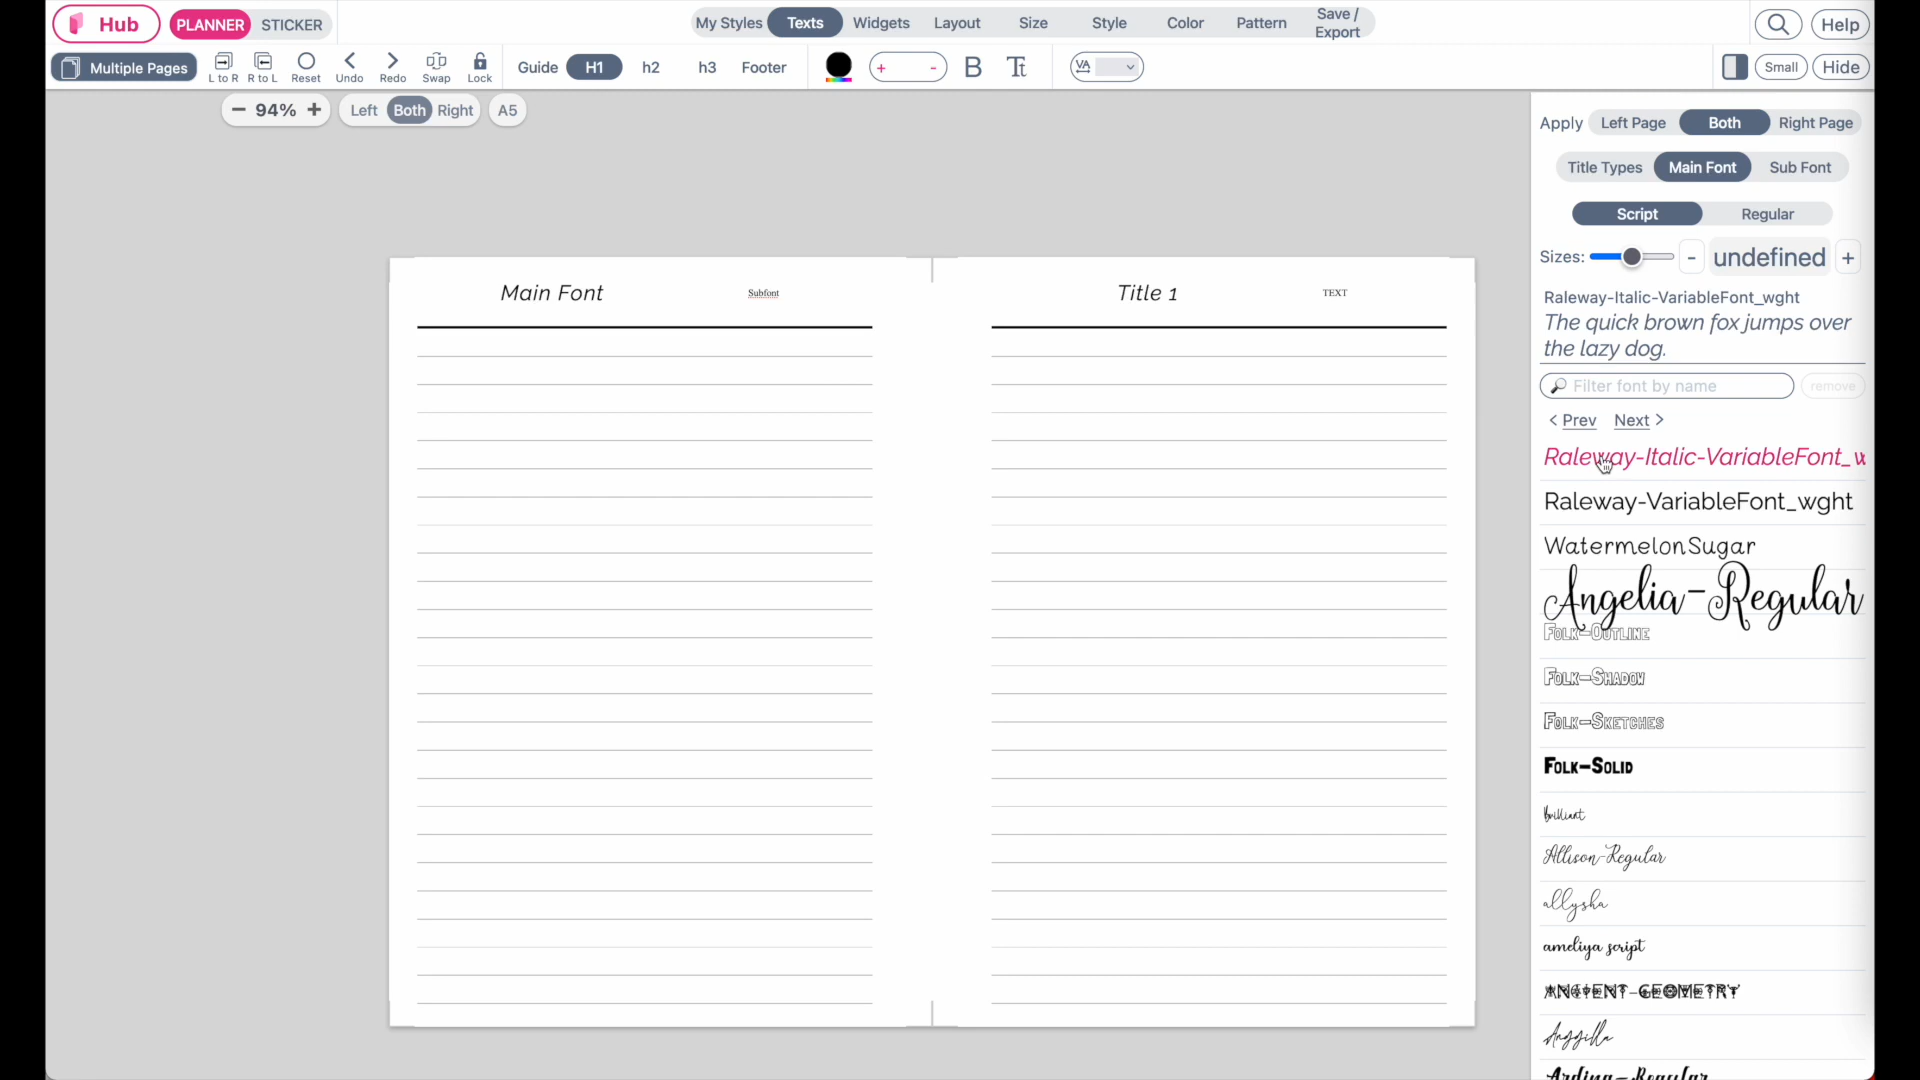 Hub PLANNER STICKER My Styles Texts Widgets Layout Size Style Color Pattern Save / Export Help
Multiple Pages L to R R to L Reset Undo Redo Swap Lock Guide H1 h2 h3 Footer + - B Tt VA Small Hide
− 94% + Left Both Right A5
Apply Left Page Both Right Page
Title Types Main Font Sub Font
Script Regular
Sizes: - undefined +
Main Font Subfont
Title 1 TEXT
Raleway-Italic-VariableFont_wght
The quick brown fox jumps over
the lazy dog.
Filter font by name remove
< Prev Next >
Raleway-Italic-VariableFont_w
Raleway-VariableFont_wght
WatermelonSugar
Angelia-Regular
Folk-Outline
Folk-Shadow
Folk-Sketches
Folk-Solid
brilliant
Allison-Regular
allysha
ameliya script
ANCIENT-GEOMETRY
Anggilla
Ardina-Regular